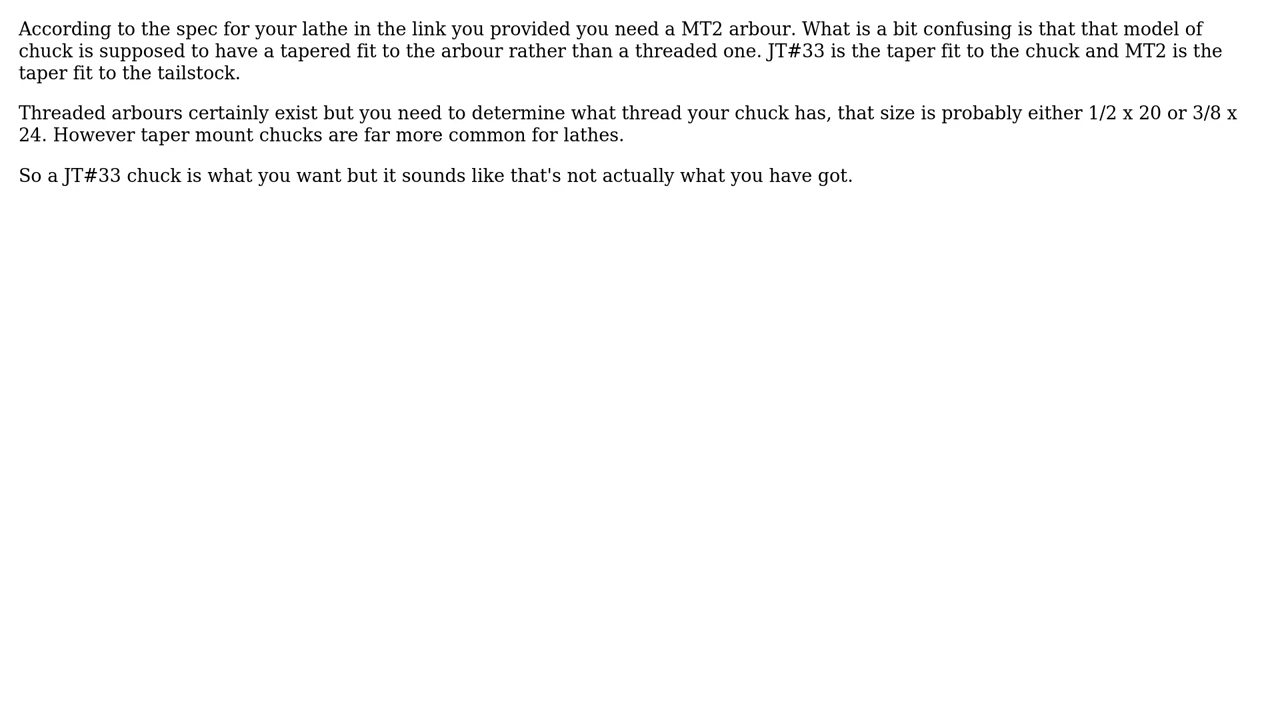 According to the spec for your lathe in the link you provided you need a MT2 arbour. What is a bit confusing is that that model of
chuck is supposed to have a tapered fit to the arbour rather than a threaded one. JT#33 is the taper fit to the chuck and MT2 is the
taper fit to the tailstock.
Threaded arbours certainly exist but you need to determine what thread your chuck has, that size is probably either 1/2 x 20 or 3/8 x
24. However taper mount chucks are far more common for lathes.
So a JT#33 chuck is what you want but it sounds like that's not actually what you have got.